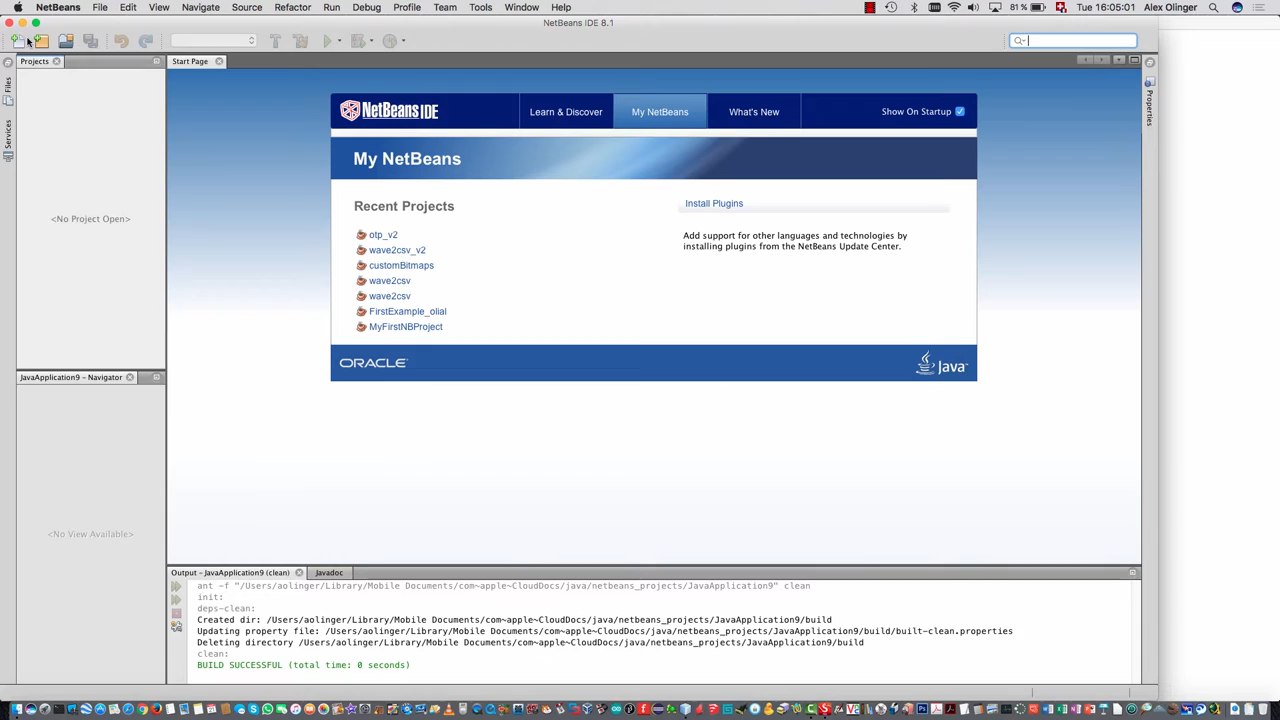 NetBeans File Edit View Navigate Source Refactor Run Debug Profile Team Tools Window Help 81 % Tue 16:05:01 Alex Olinger
NetBeans IDE 8.1
Projects
Start Page
Files
Services
Properties
<No Project Open>
NetBeans IDE
Learn & Discover
My NetBeans
What's New
Show On Startup
My NetBeans
Recent Projects
otp_v2
wave2csv_v2
customBitmaps
wave2csv
wave2csv
FirstExample_olial
MyFirstNBProject
Install Plugins
Add support for other languages and technologies by
installing plugins from the NetBeans Update Center.
ORACLE
Java
JavaApplication9 – Navigator
<No View Available>
Output – JavaApplication9 (clean)
Javadoc
ant -f "/Users/aolinger/Library/Mobile Documents/com~apple~CloudDocs/java/netbeans_projects/JavaApplication9" clean
init:
deps-clean:
Created dir: /Users/aolinger/Library/Mobile Documents/com~apple~CloudDocs/java/netbeans_projects/JavaApplication9/build
Updating property file: /Users/aolinger/Library/Mobile Documents/com~apple~CloudDocs/java/netbeans_projects/JavaApplication9/build/built-clean.properties
Deleting directory /Users/aolinger/Library/Mobile Documents/com~apple~CloudDocs/java/netbeans_projects/JavaApplication9/build
clean:
BUILD SUCCESSFUL (total time: 0 seconds)